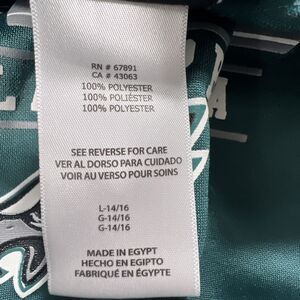 RN # 67891
CA # 43063
100% POLYESTER
100% POLIÉSTER
100% POLYESTER
SEE REVERSE FOR CARE
VER AL DORSO PARA CUIDADO
VOIR AU VERSO POUR SOINS
L-14/16
G-14/16
G-14/16
MADE IN EGYPT
HECHO EN EGIPTO
FABRIQUÉ EN ÉGYPTE